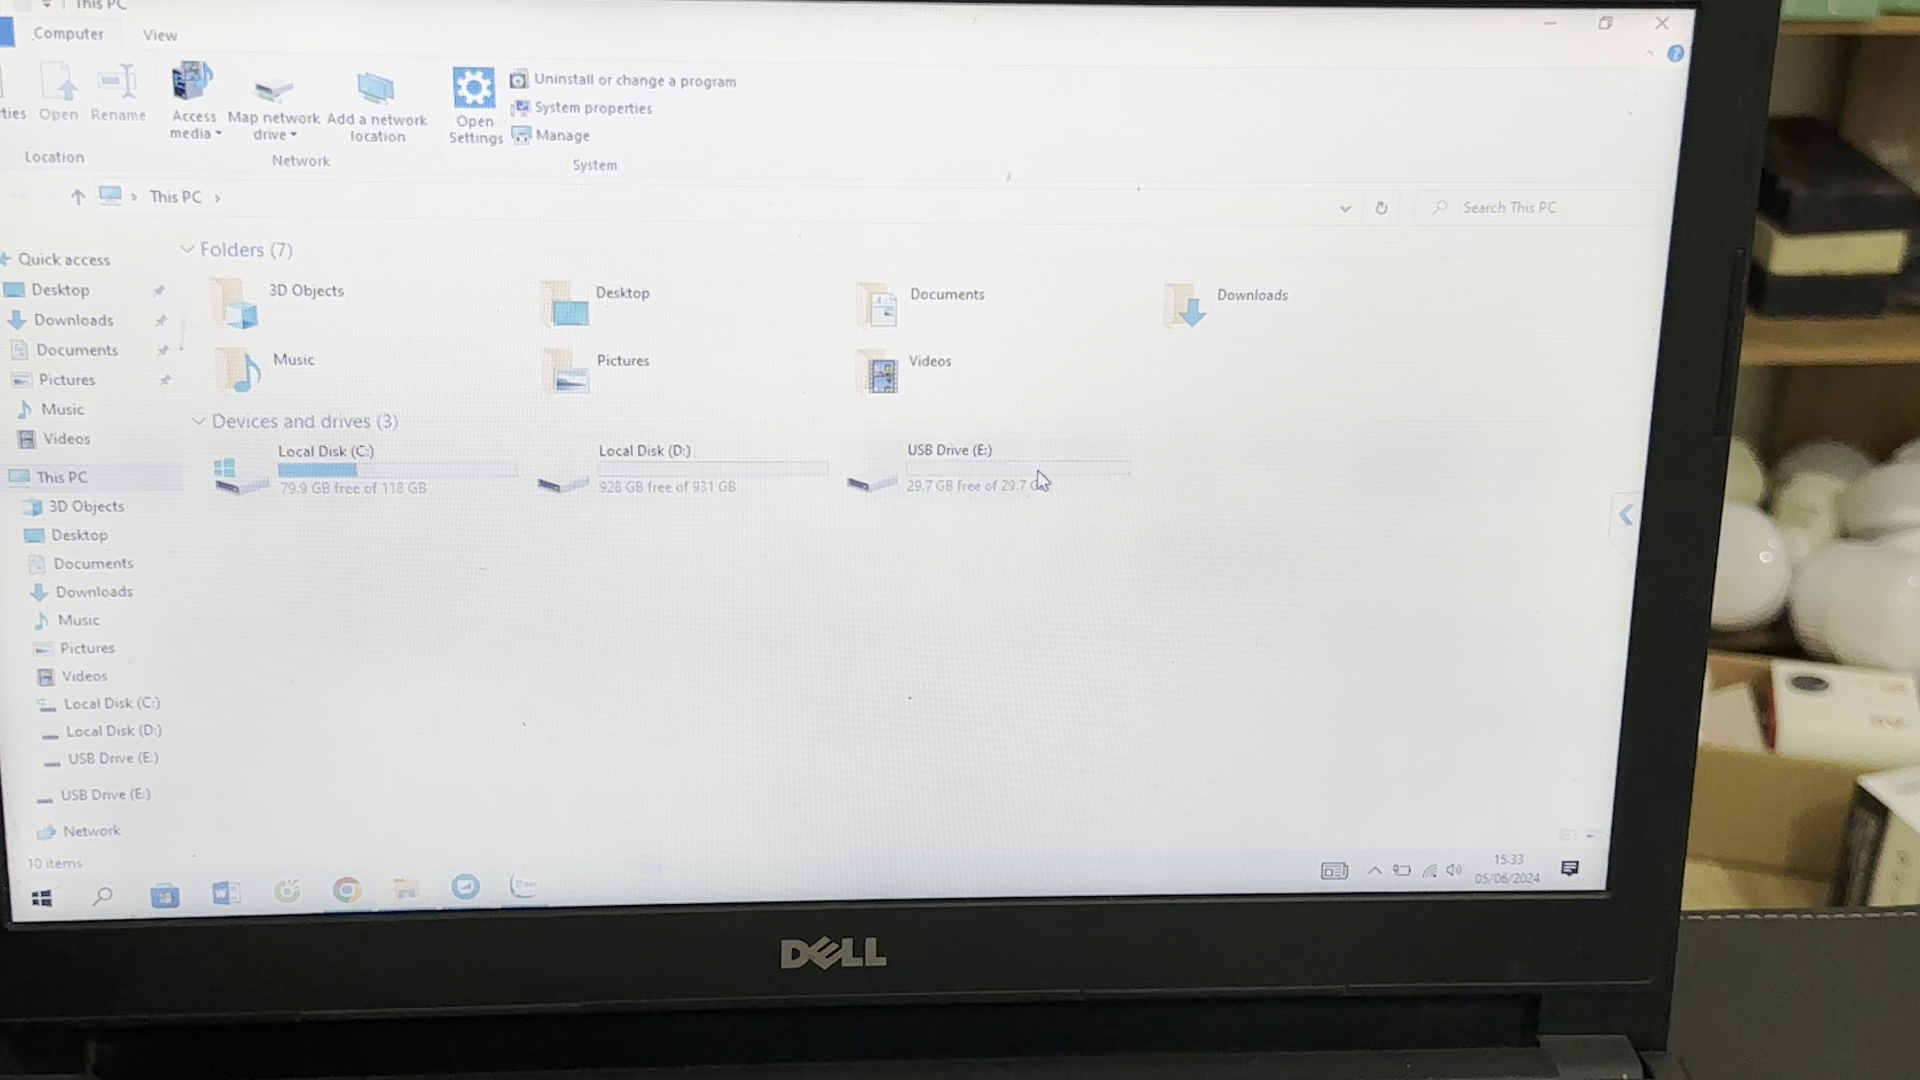 This PC
Computer
View
Open
Rename
Access media
Map network drive
Add a network location
Open Settings
Uninstall or change a program
System properties
Manage
Location
Network
System
This PC
Search This PC
Quick access
Desktop
Downloads
Documents
Pictures
Music
Videos
This PC
3D Objects
Desktop
Documents
Downloads
Music
Pictures
Videos
Local Disk (C:)
Local Disk (D:)
USB Drive (E:)
USB Drive (E:)
Network
10 items
Folders (7)
3D Objects
Desktop
Documents
Downloads
Music
Pictures
Videos
Devices and drives (3)
Local Disk (C:)
79.9 GB free of 118 GB
Local Disk (D:)
928 GB free of 931 GB
USB Drive (E:)
29.7 GB free of 29.7
15:33
05/06/2024
DELL